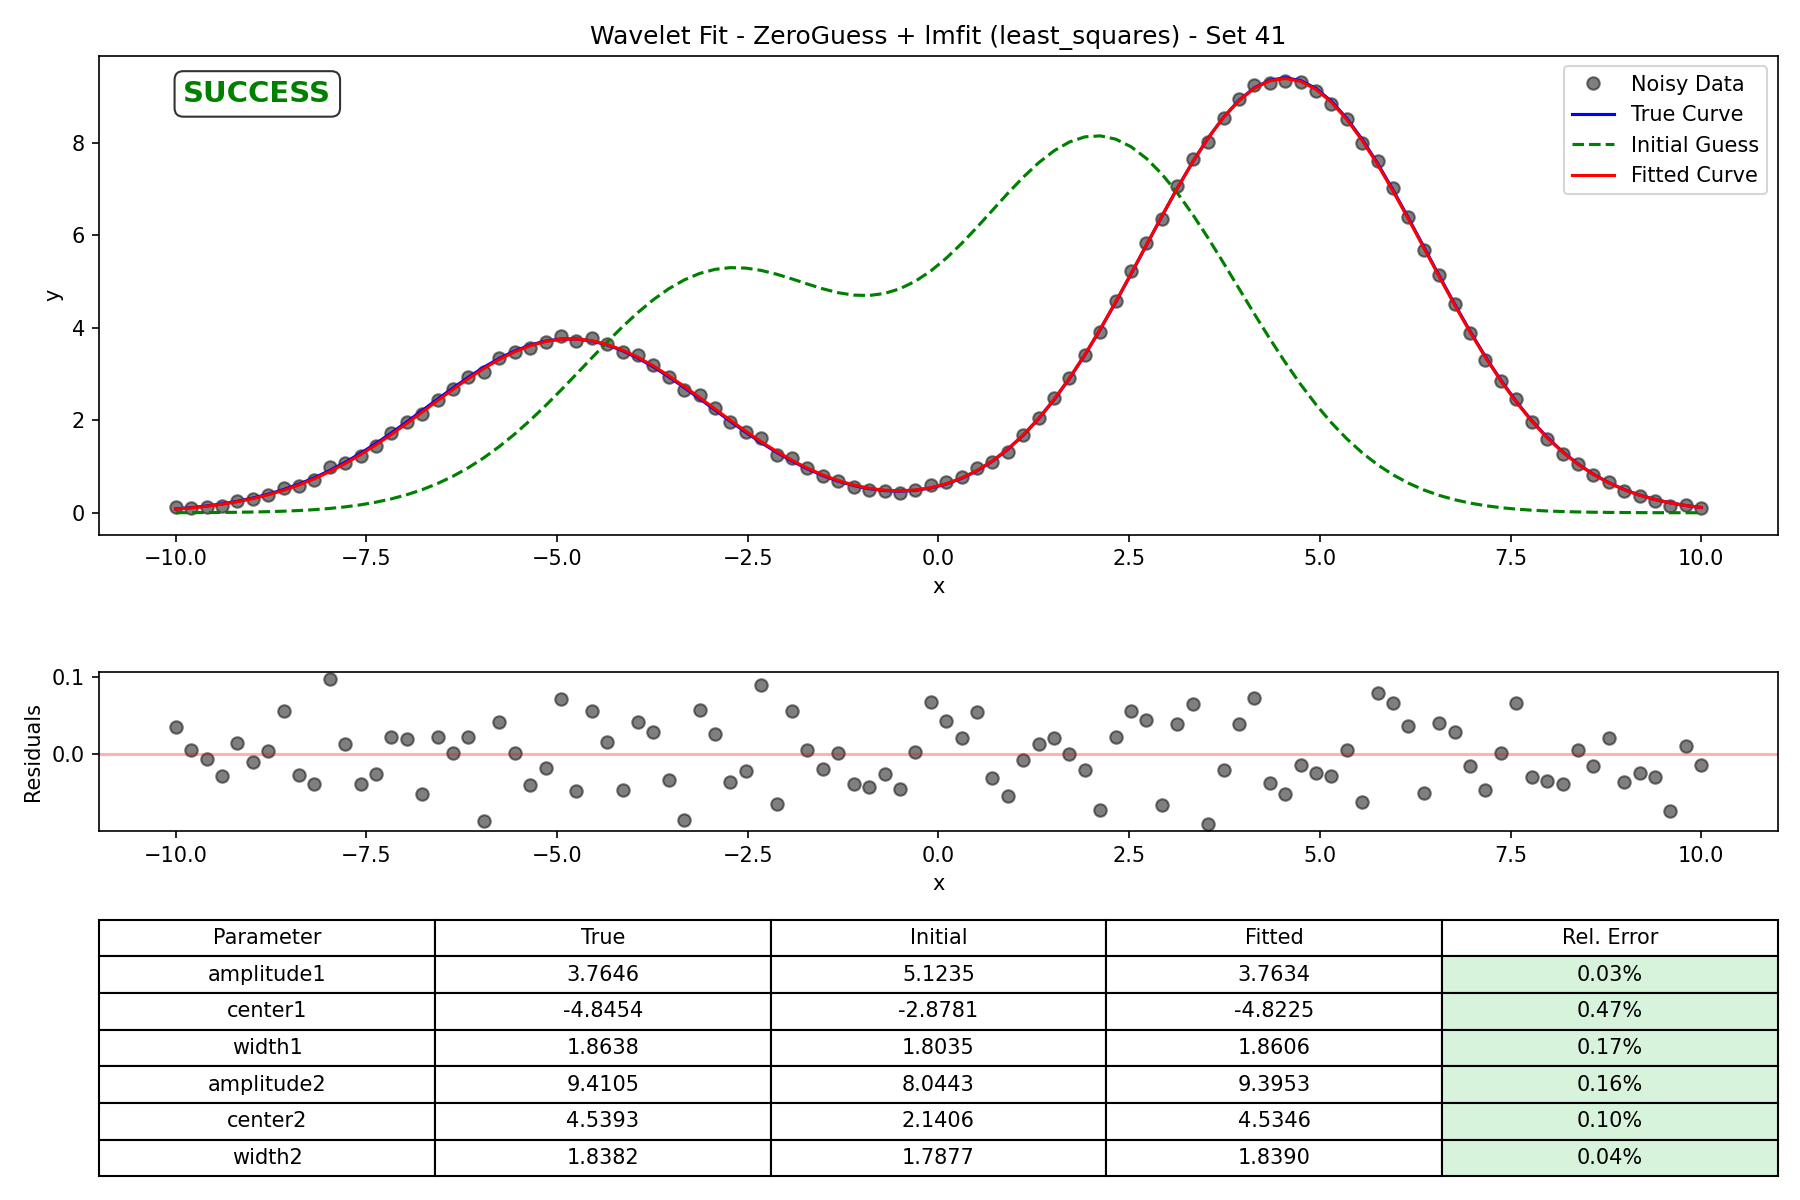 Wavelet Fit - ZeroGuess + lmfit (least_squares) - Set 41
SUCCESS
Noisy Data
True Curve
Initial Guess
Fitted Curve
y
8
6
4
2
0
−10.0 −7.5 −5.0 −2.5 0.0 2.5 5.0 7.5 10.0
x
Residuals
0.1
0.0
−10.0 −7.5 −5.0 −2.5 0.0 2.5 5.0 7.5 10.0
x
Parameter True Initial Fitted Rel. Error
amplitude1 3.7646 5.1235 3.7634 0.03%
center1 -4.8454 -2.8781 -4.8225 0.47%
width1 1.8638 1.8035 1.8606 0.17%
amplitude2 9.4105 8.0443 9.3953 0.16%
center2 4.5393 2.1406 4.5346 0.10%
width2 1.8382 1.7877 1.8390 0.04%